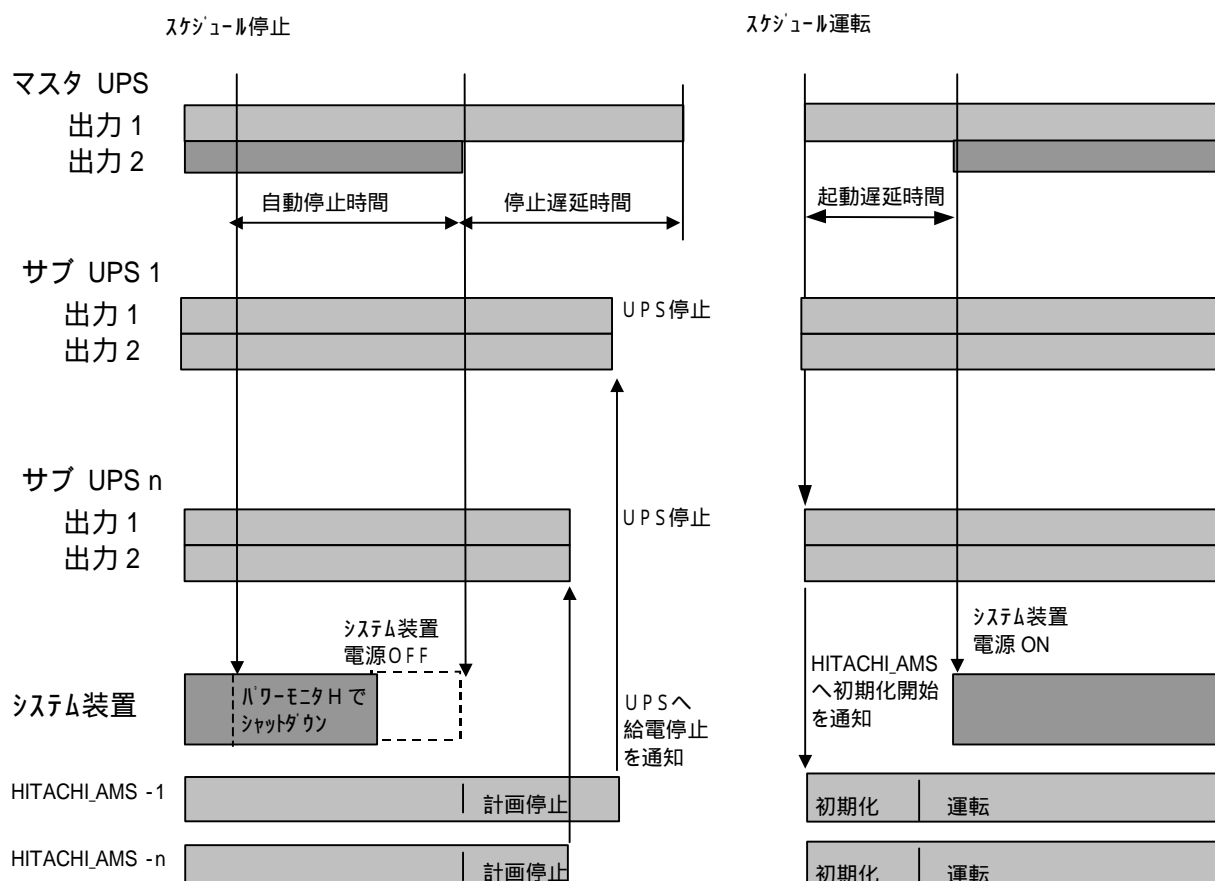 ｽｹｼﾞｭｰﾙ停止
ｽｹｼﾞｭｰﾙ運転
マスタ UPS
出力 1
出力 2
自動停止時間
停止遅延時間
起動遅延時間
サブ UPS 1
出力 1
出力 2
ＵＰＳ停止
サブ UPS n
出力 1
出力 2
ＵＰＳ停止
ｼｽﾃﾑ装置
電源ＯＦＦ
ｼｽﾃﾑ装置
電源 ON
HITACHI_AMS
へ初期化開始
を通知
ｼｽﾃﾑ装置
ﾊﾟﾜｰﾓﾆﾀ H で
ｼｬｯﾄﾀﾞｳﾝ
ＵＰＳへ
給電停止
を通知
HITACHI_AMS -1
計画停止
初期化
運転
HITACHI_AMS -n
計画停止
初期化
運転